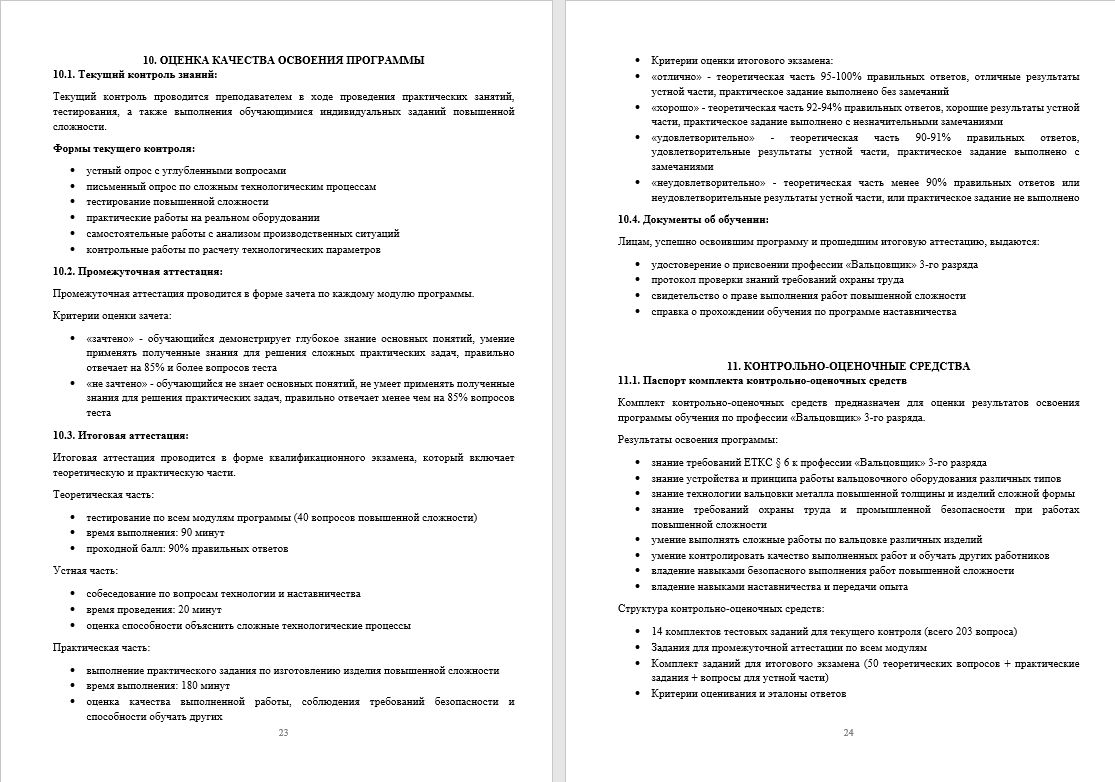 10. ОЦЕНКА КАЧЕСТВА ОСВОЕНИЯ ПРОГРАММЫ
10.1. Текущий контроль знаний:
Текущий контроль проводится преподавателем в ходе проведения практических занятий,
тестирования, а также выполнения обучающимися индивидуальных заданий повышенной
сложности.
Формы текущего контроля:
• устный опрос с углубленными вопросами
• письменный опрос по сложным технологическим процессам
• тестирование повышенной сложности
• практические работы на реальном оборудовании
• самостоятельные работы с анализом производственных ситуаций
• контрольные работы по расчету технологических параметров
10.2. Промежуточная аттестация:
Промежуточная аттестация проводится в форме зачета по каждому модулю программы.
Критерии оценки зачета:
• «зачтено» - обучающийся демонстрирует глубокое знание основных понятий, умение
применять полученные знания для решения сложных практических задач, правильно
отвечает на 85% и более вопросов теста
• «не зачтено» - обучающийся не знает основных понятий, не умеет применять полученные
знания для решения практических задач, правильно отвечает менее чем на 85% вопросов
теста
10.3. Итоговая аттестация:
Итоговая аттестация проводится в форме квалификационного экзамена, который включает
теоретическую и практическую части.
Теоретическая часть:
• тестирование по всем модулям программы (40 вопросов повышенной сложности)
• время выполнения: 90 минут
• проходной балл: 90% правильных ответов
Устная часть:
• собеседование по вопросам технологии и наставничества
• время проведения: 20 минут
• оценка способности объяснить сложные технологические процессы
Практическая часть:
• выполнение практического задания по изготовлению изделия повышенной сложности
• время выполнения: 180 минут
• оценка качества выполненной работы, соблюдения требований безопасности и
способности обучать других
23
• Критерии оценки итогового экзамена:
• «отлично» - теоретическая часть 95-100% правильных ответов, отличные результаты
устной части, практическое задание выполнено без замечаний
• «хорошо» - теоретическая часть 92-94% правильных ответов, хорошие результаты устной
части, практическое задание выполнено с незначительными замечаниями
• «удовлетворительно» - теоретическая часть 90-91% правильных ответов,
удовлетворительные результаты устной части, практическое задание выполнено с
замечаниями
• «неудовлетворительно» - теоретическая часть менее 90% правильных ответов или
неудовлетворительные результаты устной части, или практическое задание не выполнено
10.4. Документы об обучении:
Лицам, успешно освоившим программу и прошедшим итоговую аттестацию, выдаются:
• удостоверение о присвоении профессии «Вальцовщик» 3-го разряда
• протокол проверки знаний требований охраны труда
• свидетельство о праве выполнения работ повышенной сложности
• справка о прохождении обучения по программе наставничества
11. КОНТРОЛЬНО-ОЦЕНОЧНЫЕ СРЕДСТВА
11.1. Паспорт комплекта контрольно-оценочных средств
Комплект контрольно-оценочных средств предназначен для оценки результатов освоения
программы обучения по профессии «Вальцовщик» 3-го разряда.
Результаты освоения программы:
• знание требований ЕТКС § 6 к профессии «Вальцовщик» 3-го разряда
• знание устройства и принципа работы вальцовочного оборудования различных типов
• знание технологии вальцовки металла повышенной толщины и изделий сложной формы
• знание требований охраны труда и промышленной безопасности при работах
повышенной сложности
• умение выполнять сложные работы по вальцовке различных изделий
• умение контролировать качество выполненных работ и обучать других работников
• владение навыками безопасного выполнения работ повышенной сложности
• владение навыками наставничества и передачи опыта
Структура контрольно-оценочных средств:
• 14 комплектов тестовых заданий для текущего контроля (всего 203 вопроса)
• Задания для промежуточной аттестации по всем модулям
• Комплект заданий для итогового экзамена (50 теоретических вопросов + практические
задания + вопросы для устной части)
• Критерии оценивания и эталоны ответов
24